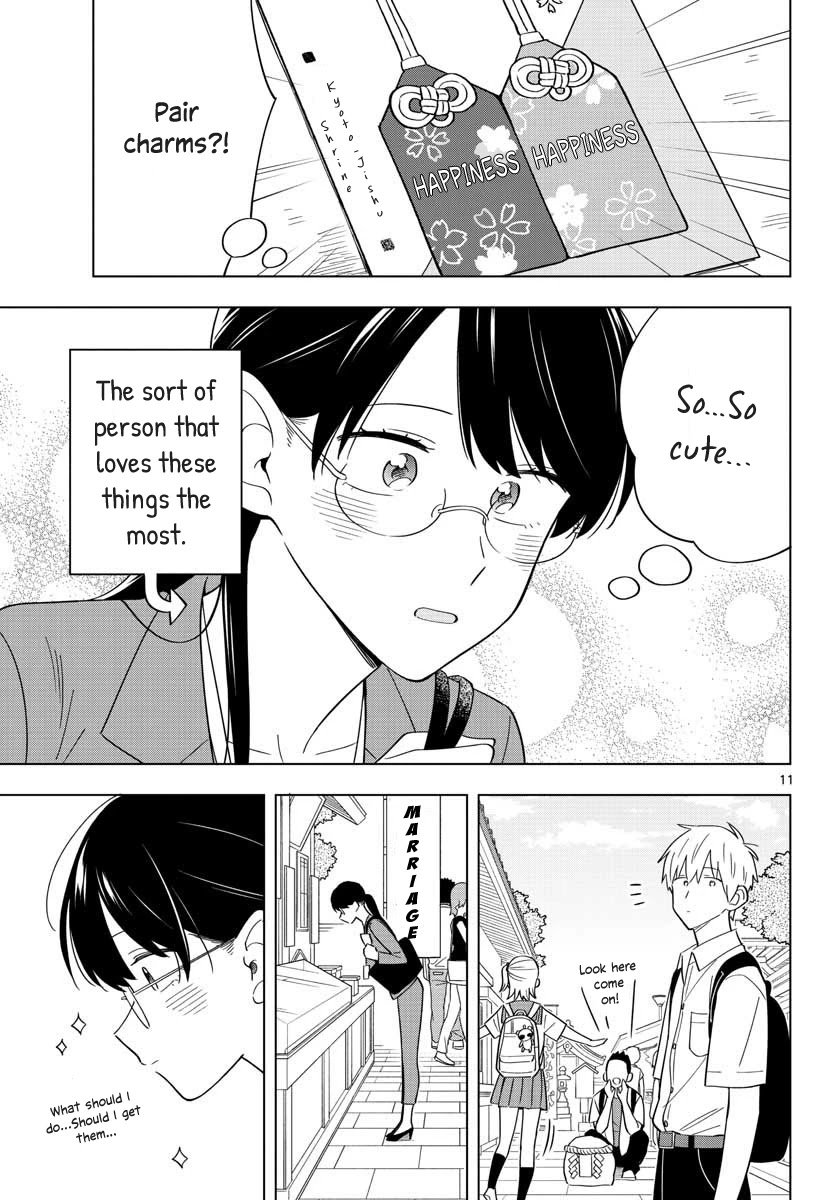 HAPPINESS
HAPPINESS
Kyoto-Jishu
Shrine
Pair
charms?!
So...So
cute...
The sort of
person that
loves these
things the
most.
11
Look here
come
on!
MARRIAGE
What should I
do...Should I get
them...